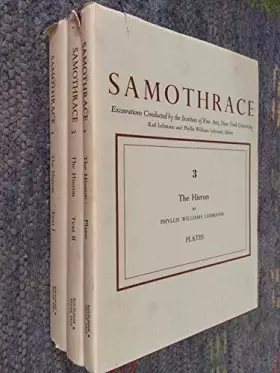 SAMOTHRACE
Excavations Conducted by the Institute of Fine Arts, New York University
Karl Lehmann and Phyllis Williams Lehmann, Editors
3
The Hieron
BY
PHYLLIS WILLIAMS LEHMANN
PLATES
SAMOTHRACE
3
The Hieron
Text I
SAMOTHRACE
3
The Hieron
Text II
SAMOTHRACE
3
The Hieron
Plates